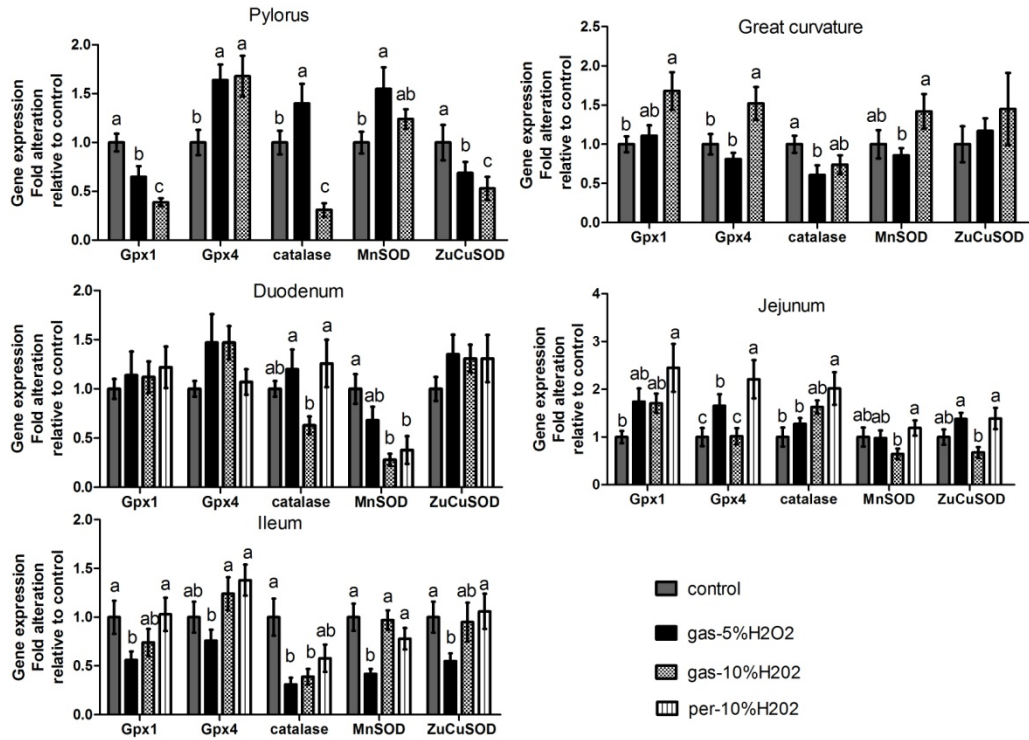 Pylorus
Gene expression
Fold alteration
relative to control
2.0
1.5
1.0
0.5
0.0
a b c
b a a
b a c
b a ab
a b c
Gpx1 Gpx4 catalase MnSOD ZuCuSOD
Great curvature
Gene expression
Fold alteration
relative to control
2.5
2.0
1.5
1.0
0.5
0.0
b ab a
b b a
a b ab
ab b a
Gpx1 Gpx4 catalase MnSOD ZuCuSOD
Duodenum
Gene expression
Fold alteration
relative to control
2.0
1.5
1.0
0.5
0.0
ab a b a
a ab b b
Gpx1 Gpx4 catalase MnSOD ZuCuSOD
Jejunum
Gene expression
Fold alteration
relative to control
4
3
2
1
0
b ab ab a
c b c a
b b ab a
ab ab b a
ab a b a
Gpx1 Gpx4 catalase MnSOD ZuCuSOD
Ileum
Gene expression
Fold alteration
relative to control
2.0
1.5
1.0
0.5
0.0
a b ab a
ab b a a
a b b ab
a b a a
a b ab a
Gpx1 Gpx4 catalase MnSOD ZuCuSOD
control
gas-5%H2O2
gas-10%H202
per-10%H202